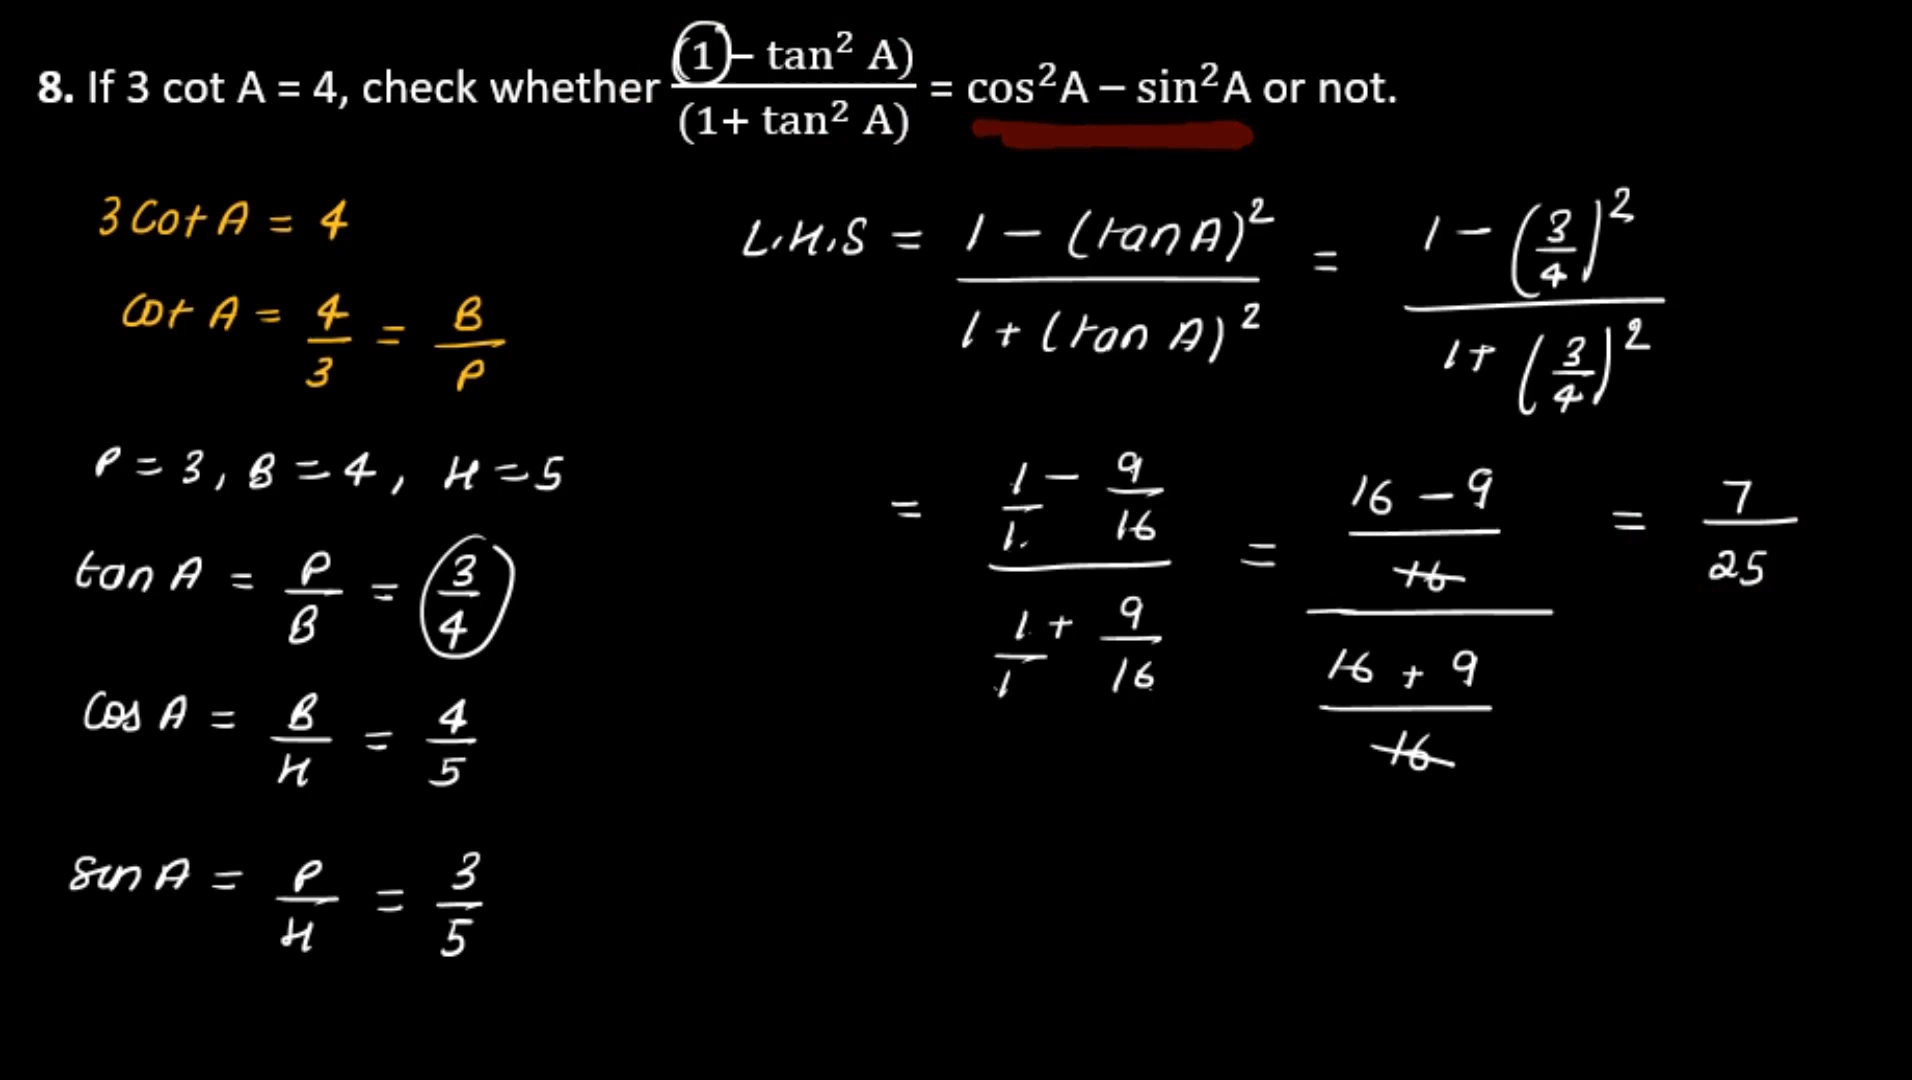 8. If 3 cot A = 4, check whether (1 – tan² A)/(1+ tan² A) = cos²A – sin²A or not.
3 Cot A = 4
Cot A = 4/3 = B/P
P = 3, B = 4, H = 5
tan A = P/B = 3/4
Cos A = B/H = 4/5
Sin A = P/H = 3/5
L.H.S = (1 – (tan A)²)/(1 + (tan A)²) = (1 – (3/4)²)/(1 + (3/4)²)
= (1/1 – 9/16)/(1/1 + 9/16) = ((16 – 9)/16)/((16 + 9)/16) = 7/25